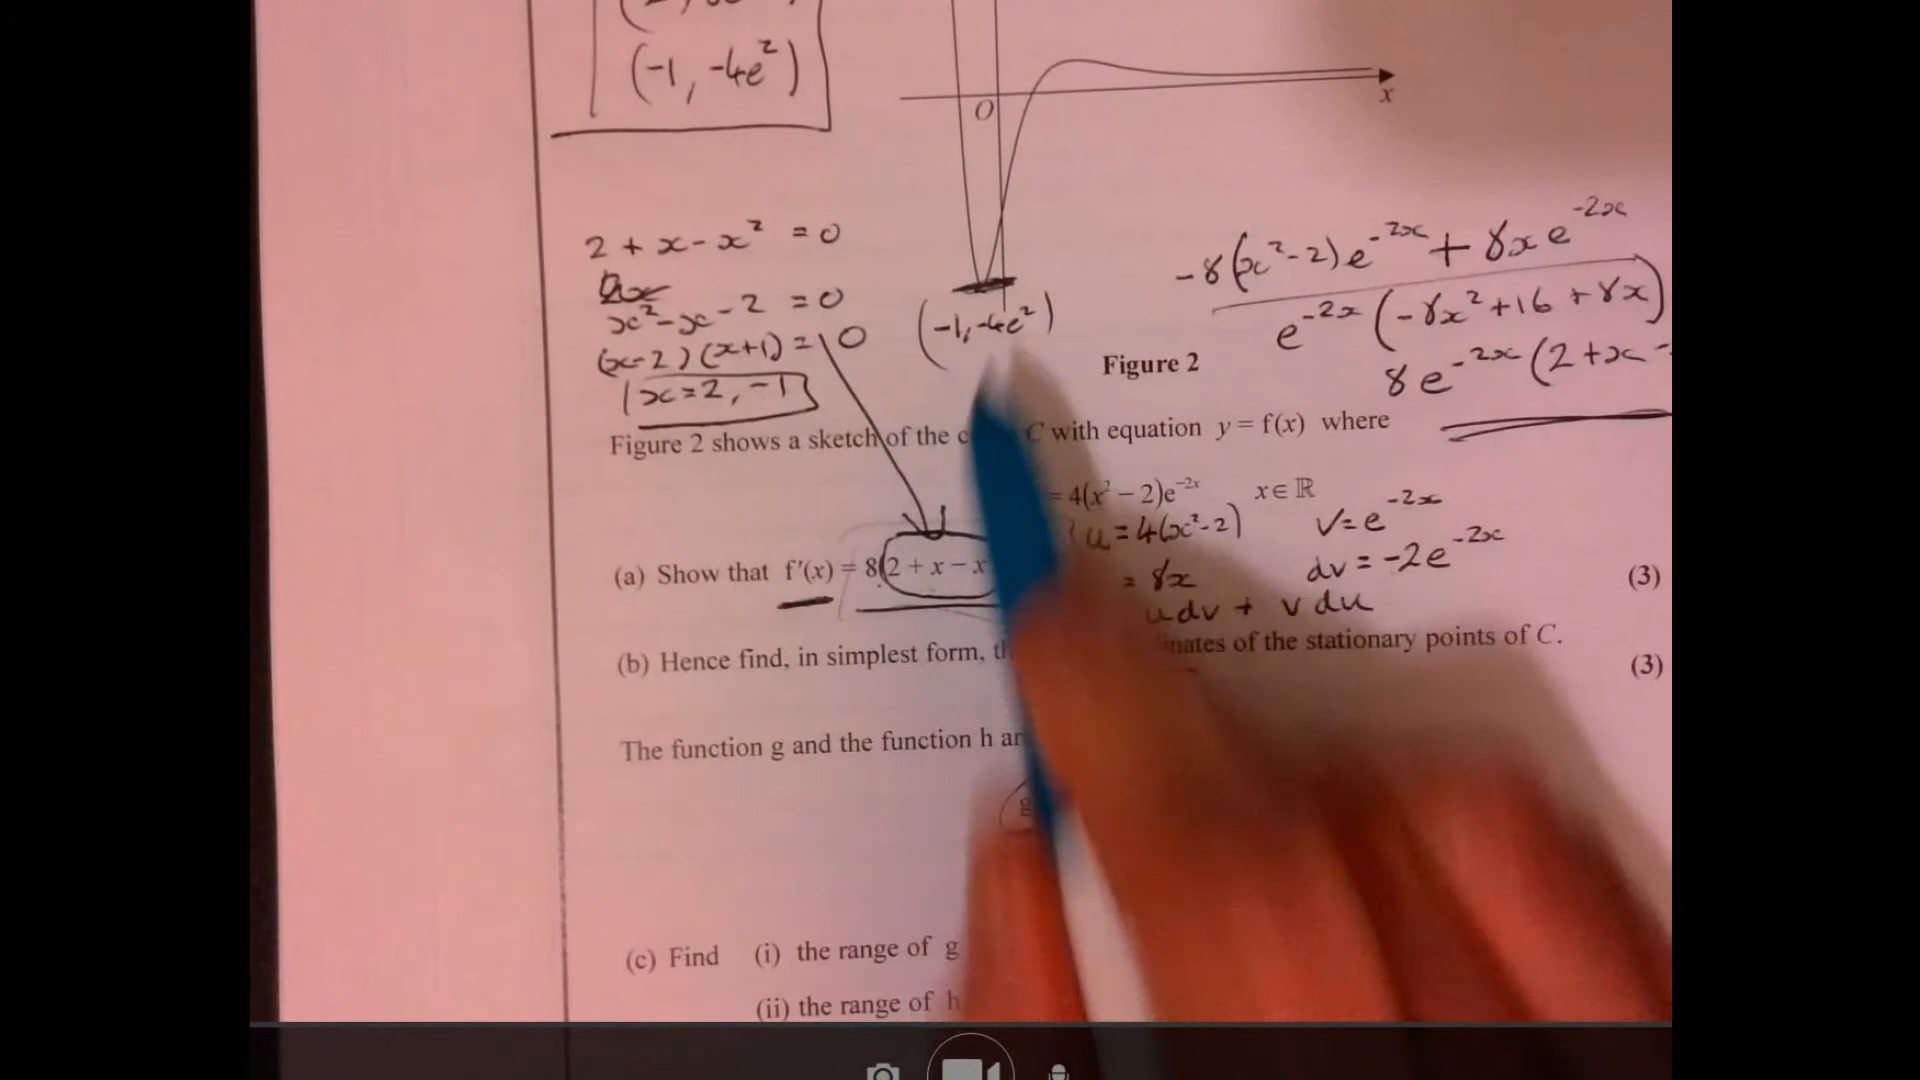 (-1, -4e²)
O
x
2 + x - x² = 0
x² - x - 2 = 0
(x-2)(x+1) = 0
x = 2, -1
(-1, -4e²)
-8(x²-2)e^-2x + 8xe^-2x
e^-2x (-8x² + 16 + 8x)
8e^-2x (2 + x -
Figure 2
Figure 2 shows a sketch of the C with equation y = f(x) where
= 4(x² – 2)e^–2x x ∈ ℝ
u = 4(x²-2) v = e^-2x
= 8x dv = -2e^-2x
udv + vdu
(a) Show that f′(x) = 8(2 + x – x
(3)
(b) Hence find, in simplest form, of the stationary points of C.
(3)
The function g and the function h
g
(c) Find (i) the range of g
(ii) the range of h